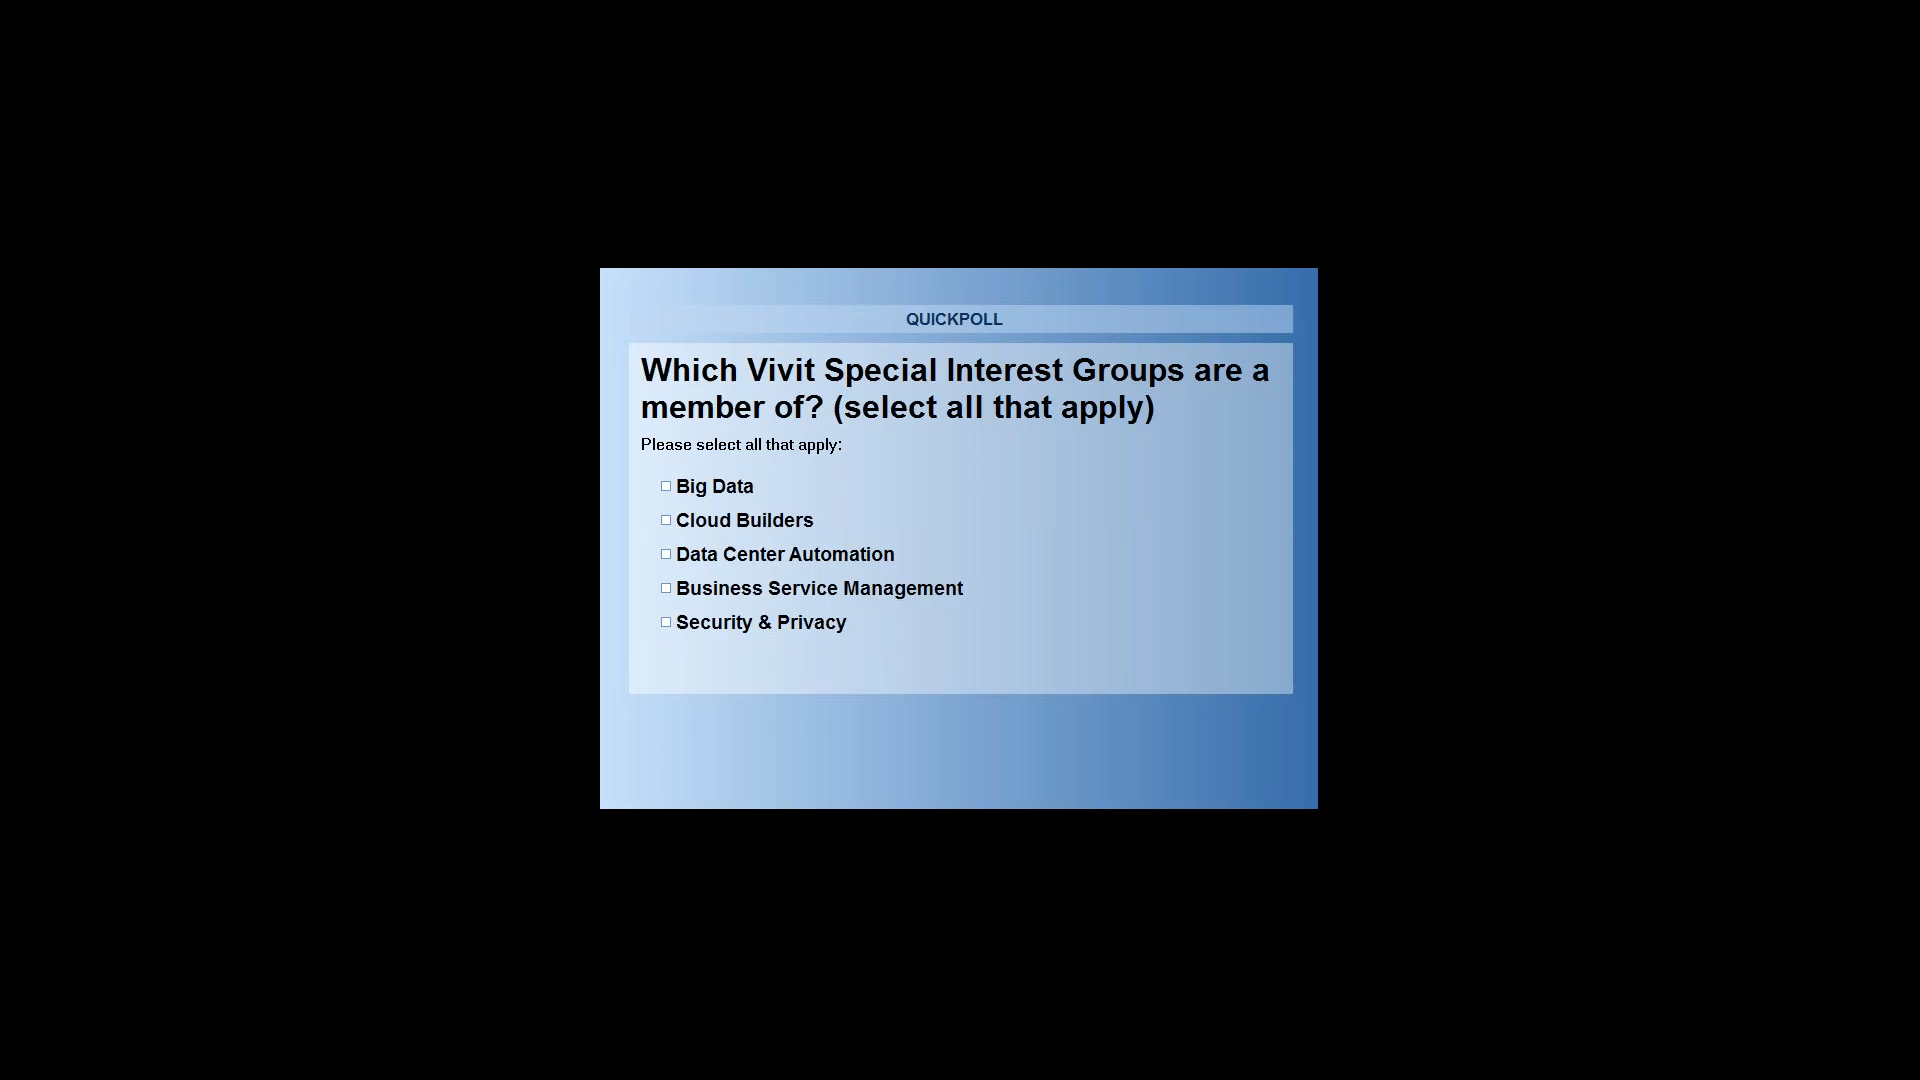 QUICKPOLL
Which Vivit Special Interest Groups are a
member of? (select all that apply)
Please select all that apply:
Big Data
Cloud Builders
Data Center Automation
Business Service Management
Security & Privacy